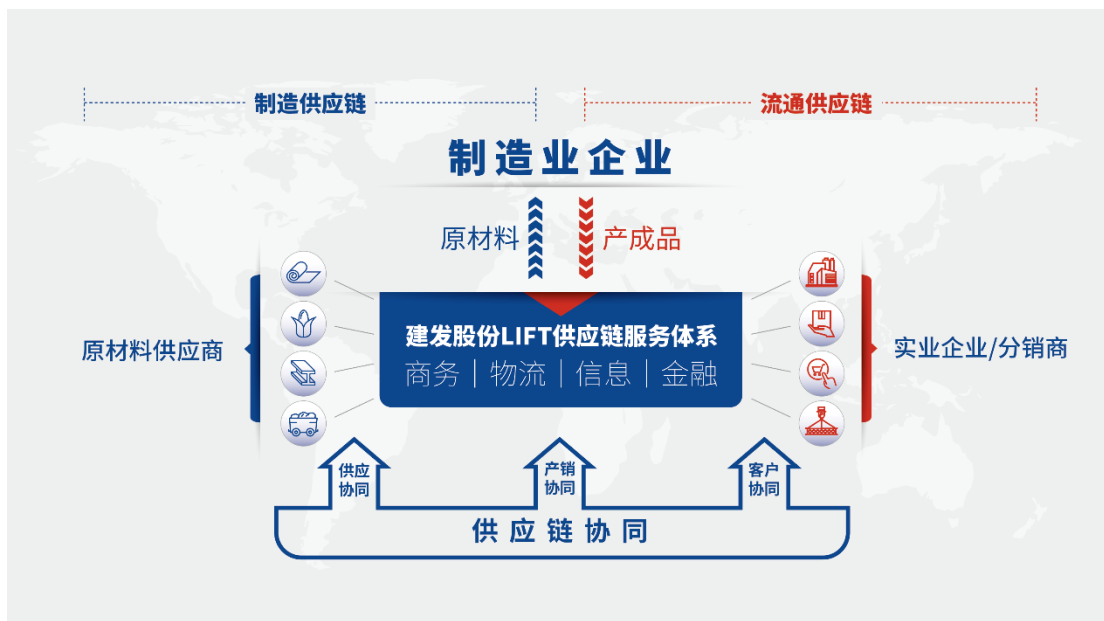 制造供应链
流通供应链
制造业企业
原材料
产成品
原材料供应商
建发股份LIFT供应链服务体系
商务｜物流｜信息｜金融
实业企业/分销商
供应
协同
产销
协同
客户
协同
供应链协同